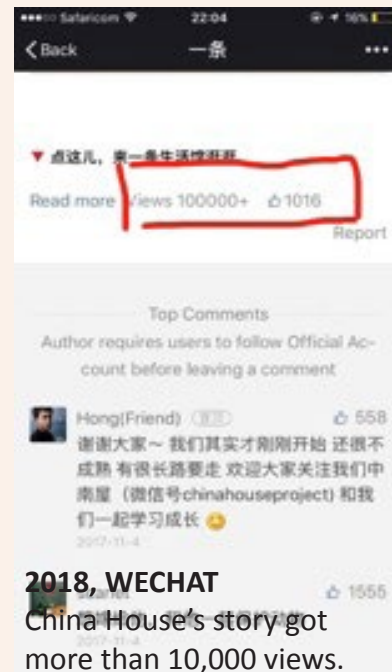 Safaricom 22:04 16%
Back 一条
▼ 点这儿，来一条生活馆逛逛
Read more Views 100000+ 1016
Report
Top Comments
Author requires users to follow Official Ac-
count before leaving a comment
Hong(Friend) 558
谢谢大家～ 我们其实才刚刚开始 还很不
成熟 有很长路要走 欢迎大家关注我们中
南屋（微信号chinahouseproject) 和我
们一起学习成长
2017-11-4
1555
2018, WECHAT
China House's story got
more than 10,000 views.